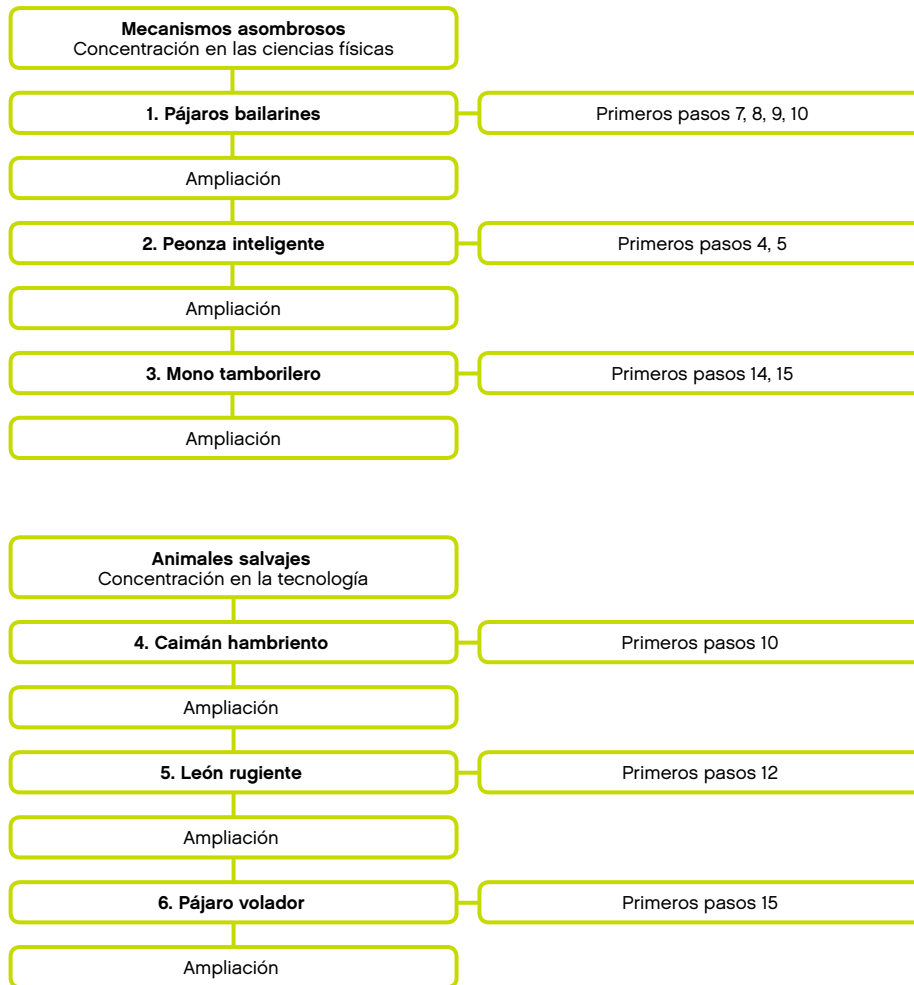 Mecanismos asombrosos
Concentración en las ciencias físicas
1. Pájaros bailarines
Primeros pasos 7, 8, 9, 10
Ampliación
2. Peonza inteligente
Primeros pasos 4, 5
Ampliación
3. Mono tamborilero
Primeros pasos 14, 15
Ampliación
Animales salvajes
Concentración en la tecnología
4. Caimán hambriento
Primeros pasos 10
Ampliación
5. León rugiente
Primeros pasos 12
Ampliación
6. Pájaro volador
Primeros pasos 15
Ampliación